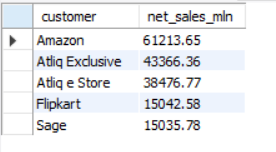 customer net_sales_mln
Amazon 61213.65
Atliq Exclusive 43366.36
Atliq e Store 38476.77
Flipkart 15042.58
Sage 15035.78